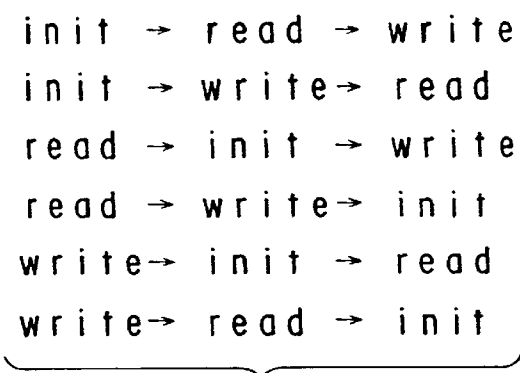 init → read → write
init → write → read
read → init → write
read → write → init
write → init → read
write → read → init